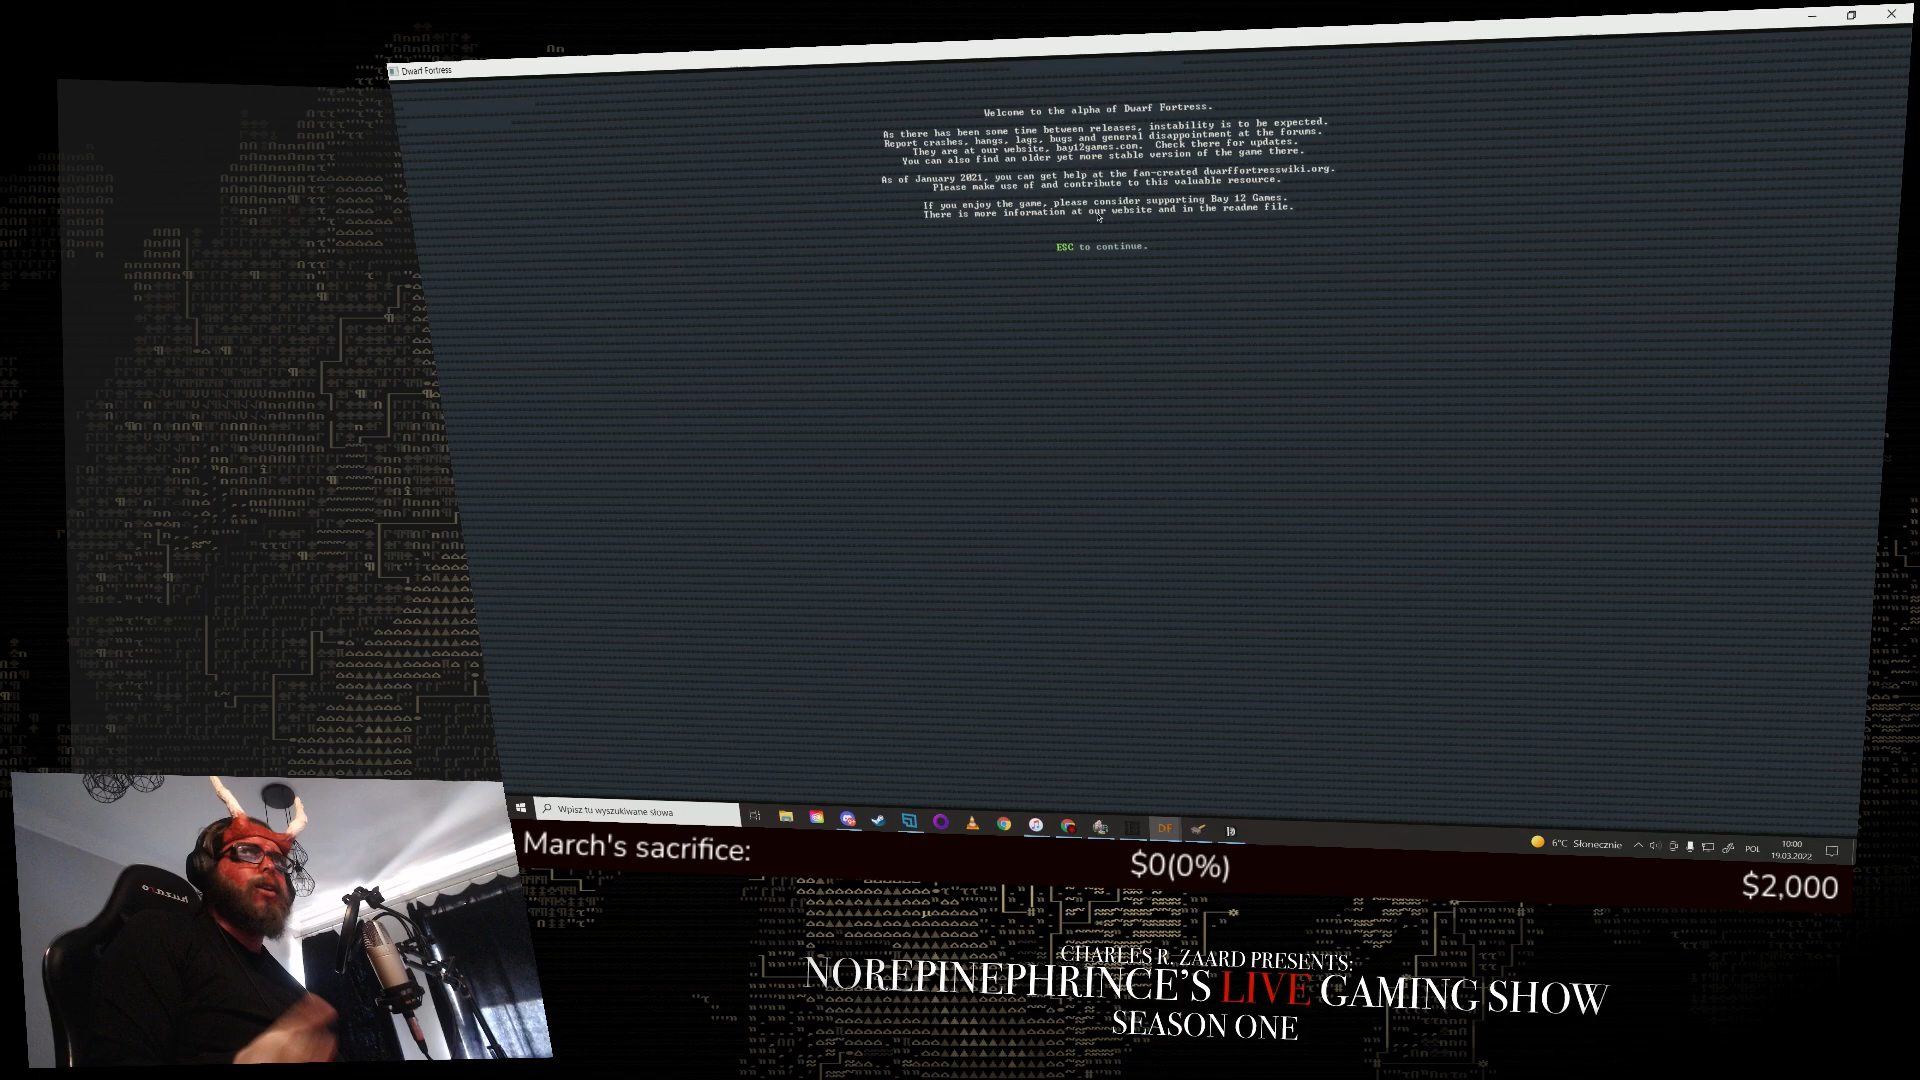 Dwarf Fortress
Welcome to the alpha of Dwarf Fortress.
As there has been some time between releases, instability is to be expected.
Report crashes, hangs, lags, bugs and general disappointment at the forums.
They are at our website, bay12games.com.  Check there for updates.
You can also find an older yet more stable version of the game there.
As of January 2021, you can get help at the fan-created dwarffortresswiki.org.
Please make use of and contribute to this valuable resource.
If you enjoy the game, please consider supporting Bay 12 Games.
There is more information at our website and in the readme file.
ESC to continue.
Wpisz tu wyszukiwane słowa
DF
6°C Słonecznie
POL
10:00
19.03.2022
March's sacrifice:
$0(0%)
$2,000
CHARLES R. ZAARD PRESENTS:
NOREPINEPHRINCE'S LIVE GAMING SHOW
SEASON ONE